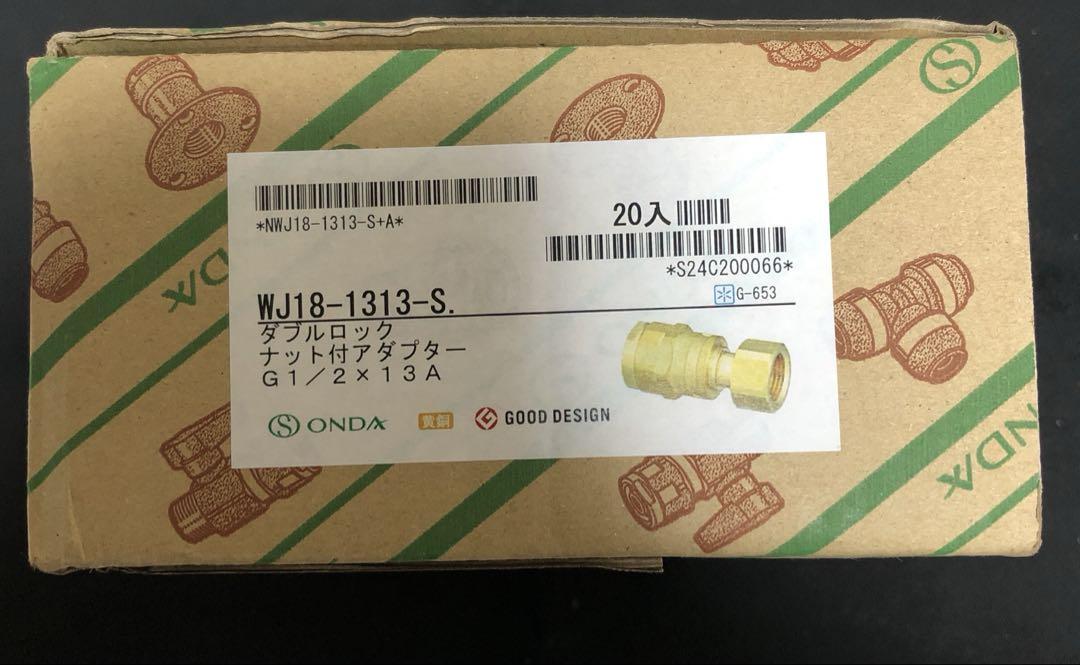 *NWJ18-1313-S+A*
20入
*S24C200066*
WJ18-1313-S.
G-653
ダブルロック
ナット付アダプター
G1/2×13A
ONDA
黄銅
GOOD DESIGN
ONDA
ONDA